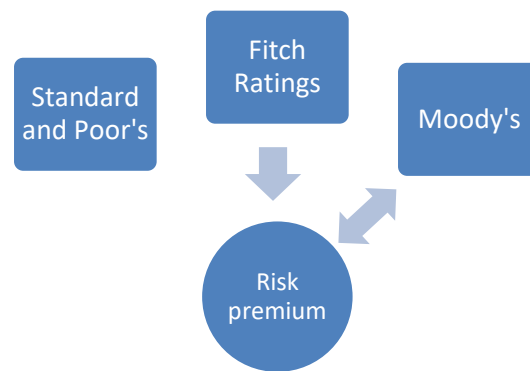 Standard
and Poor's
Fitch
Ratings
Moody's
Risk
premium